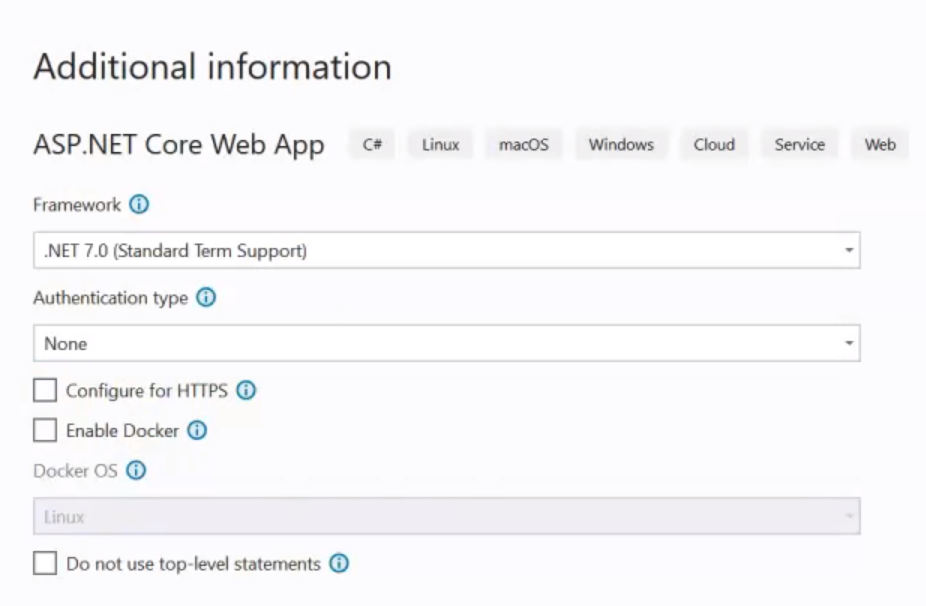 Additional information
ASP.NET Core Web App C# Linux macOS Windows Cloud Service Web
Framework
.NET 7.0 (Standard Term Support)
Authentication type
None
Configure for HTTPS
Enable Docker
Docker OS
Linux
Do not use top-level statements